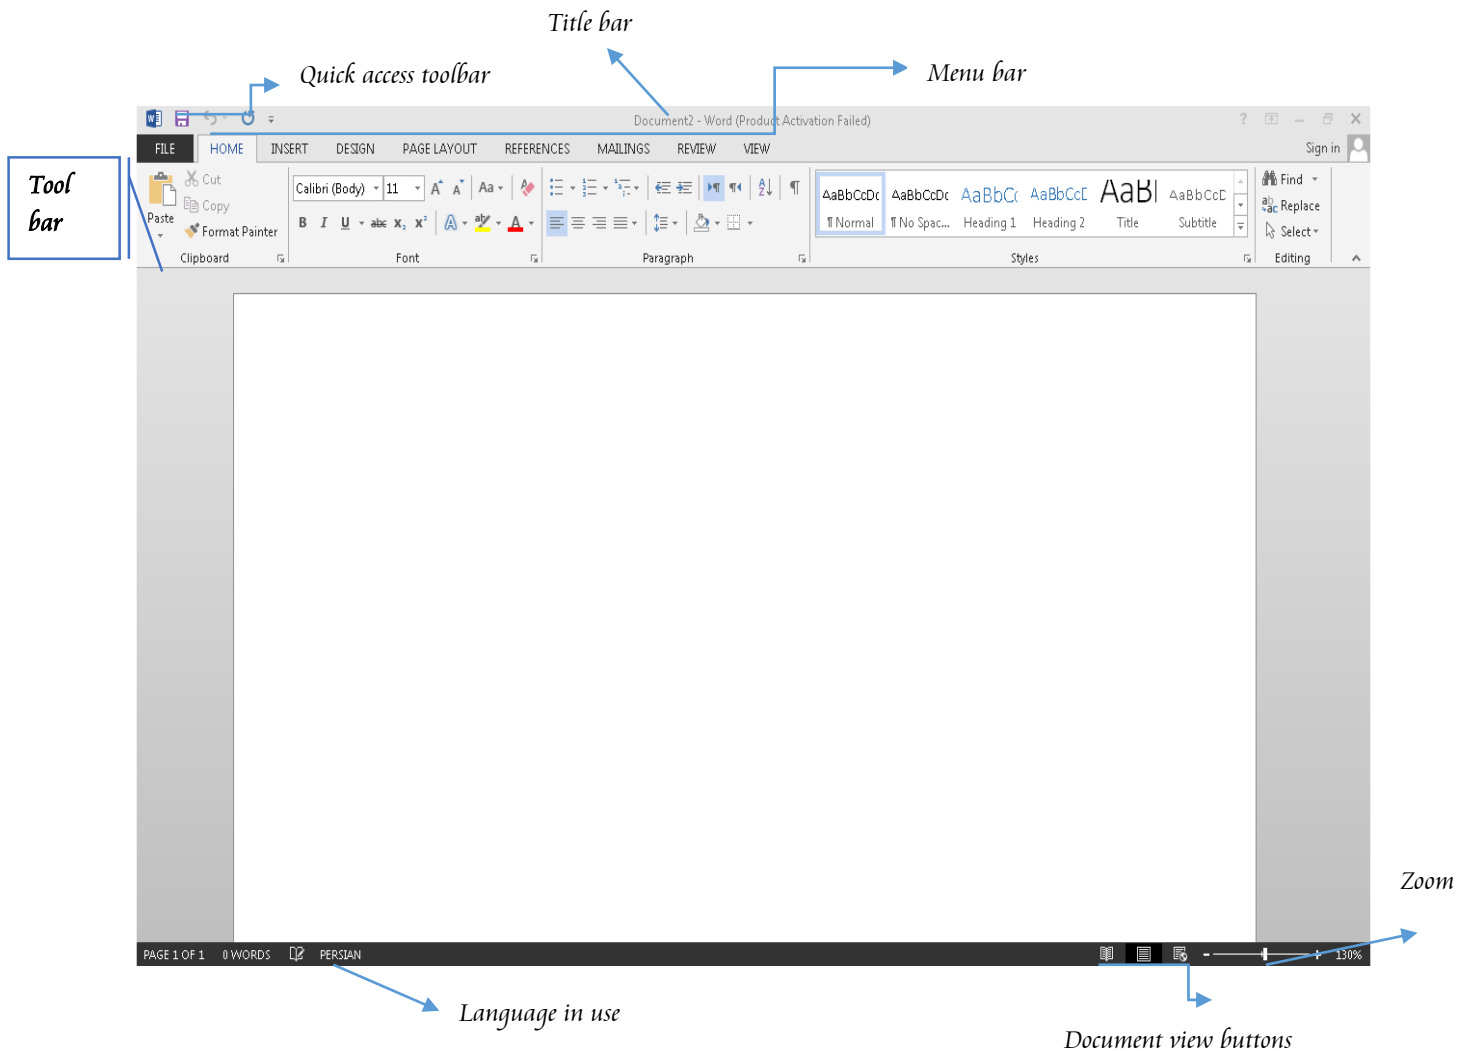 Title bar
Quick access toolbar
Menu bar
Document2 - Word (Product Activation Failed)
FILE HOME INSERT DESIGN PAGE LAYOUT REFERENCES MAILINGS REVIEW VIEW Sign in
Tool
bar
Paste
Cut
Copy
Format Painter
Clipboard
Calibri (Body) 11 Aa
B I U abc X₂ X² A aby A
Font
Paragraph
AaBbCcDc AaBbCcDc AaBbCc AaBbCcD AaBl AaBbCcD
¶ Normal ¶ No Spac... Heading 1 Heading 2 Title Subtitle
Styles
Find
Replace
Select
Editing
Zoom
PAGE 1 OF 1 0 WORDS PERSIAN 130%
Language in use
Document view buttons